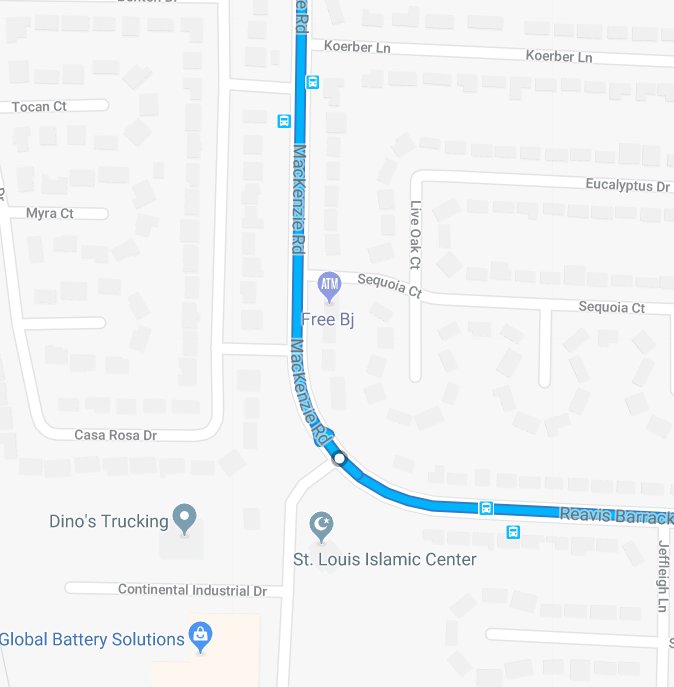 e Rd
Koerber Ln
Koerber Ln
Tocan Ct
MacKenzie Rd
Eucalyptus Dr
Live Oak Ct
Myra Ct
ATM
Sequoia Ct
Sequoia Ct
Free Bj
MacKenzie Rd
Casa Rosa Dr
Reavis Barrack
Dino's Trucking
St. Louis Islamic Center
Jeffleigh Ln
Continental Industrial Dr
Global Battery Solutions
S